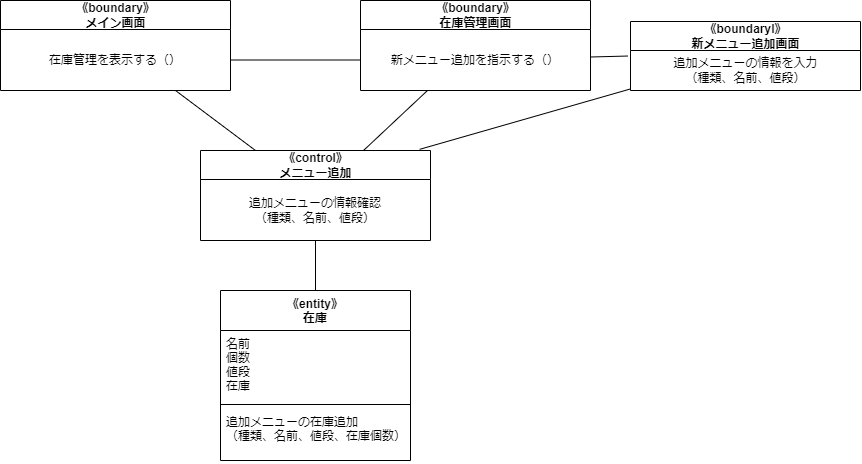 《boundary》
メイン画面
在庫管理を表示する（）
《boundary》
在庫管理画面
新メニュー追加を指示する（）
《boundaryl》
新メニュー追加画面
追加メニューの情報を入力
（種類、名前、値段）
《control》
メニュー追加
追加メニューの情報確認
（種類、名前、値段）
《entity》
在庫
名前
個数
値段
在庫
追加メニューの在庫追加
（種類、名前、値段、在庫個数）